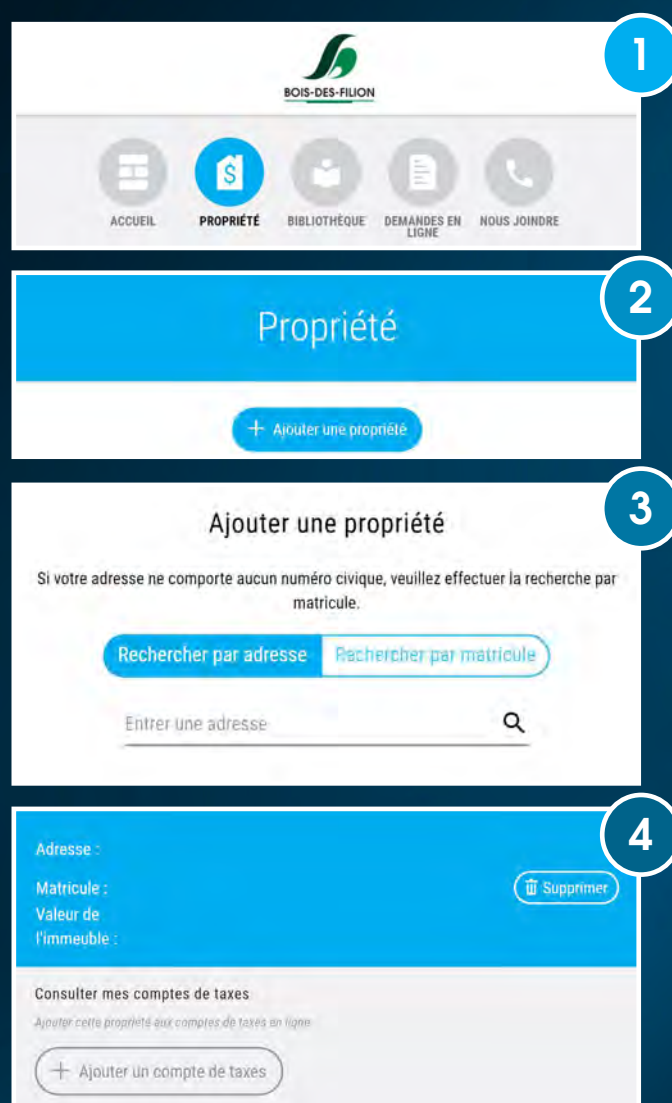 1
BOIS-DES-FILION
ACCUEIL PROPRIÉTÉ BIBLIOTHÈQUE DEMANDES EN LIGNE NOUS JOINDRE
2
Propriété
+ Ajouter une propriété
3
Ajouter une propriété
Si votre adresse ne comporte aucun numéro civique, veuillez effectuer la recherche par
matricule.
Rechercher par adresse Rechercher par matricule
Entrer une adresse
4
Adresse :
Matricule :
Supprimer
Valeur de
l'immeuble :
Consulter mes comptes de taxes
Ajouter cette propriété aux comptes de taxes en ligne
+ Ajouter un compte de taxes